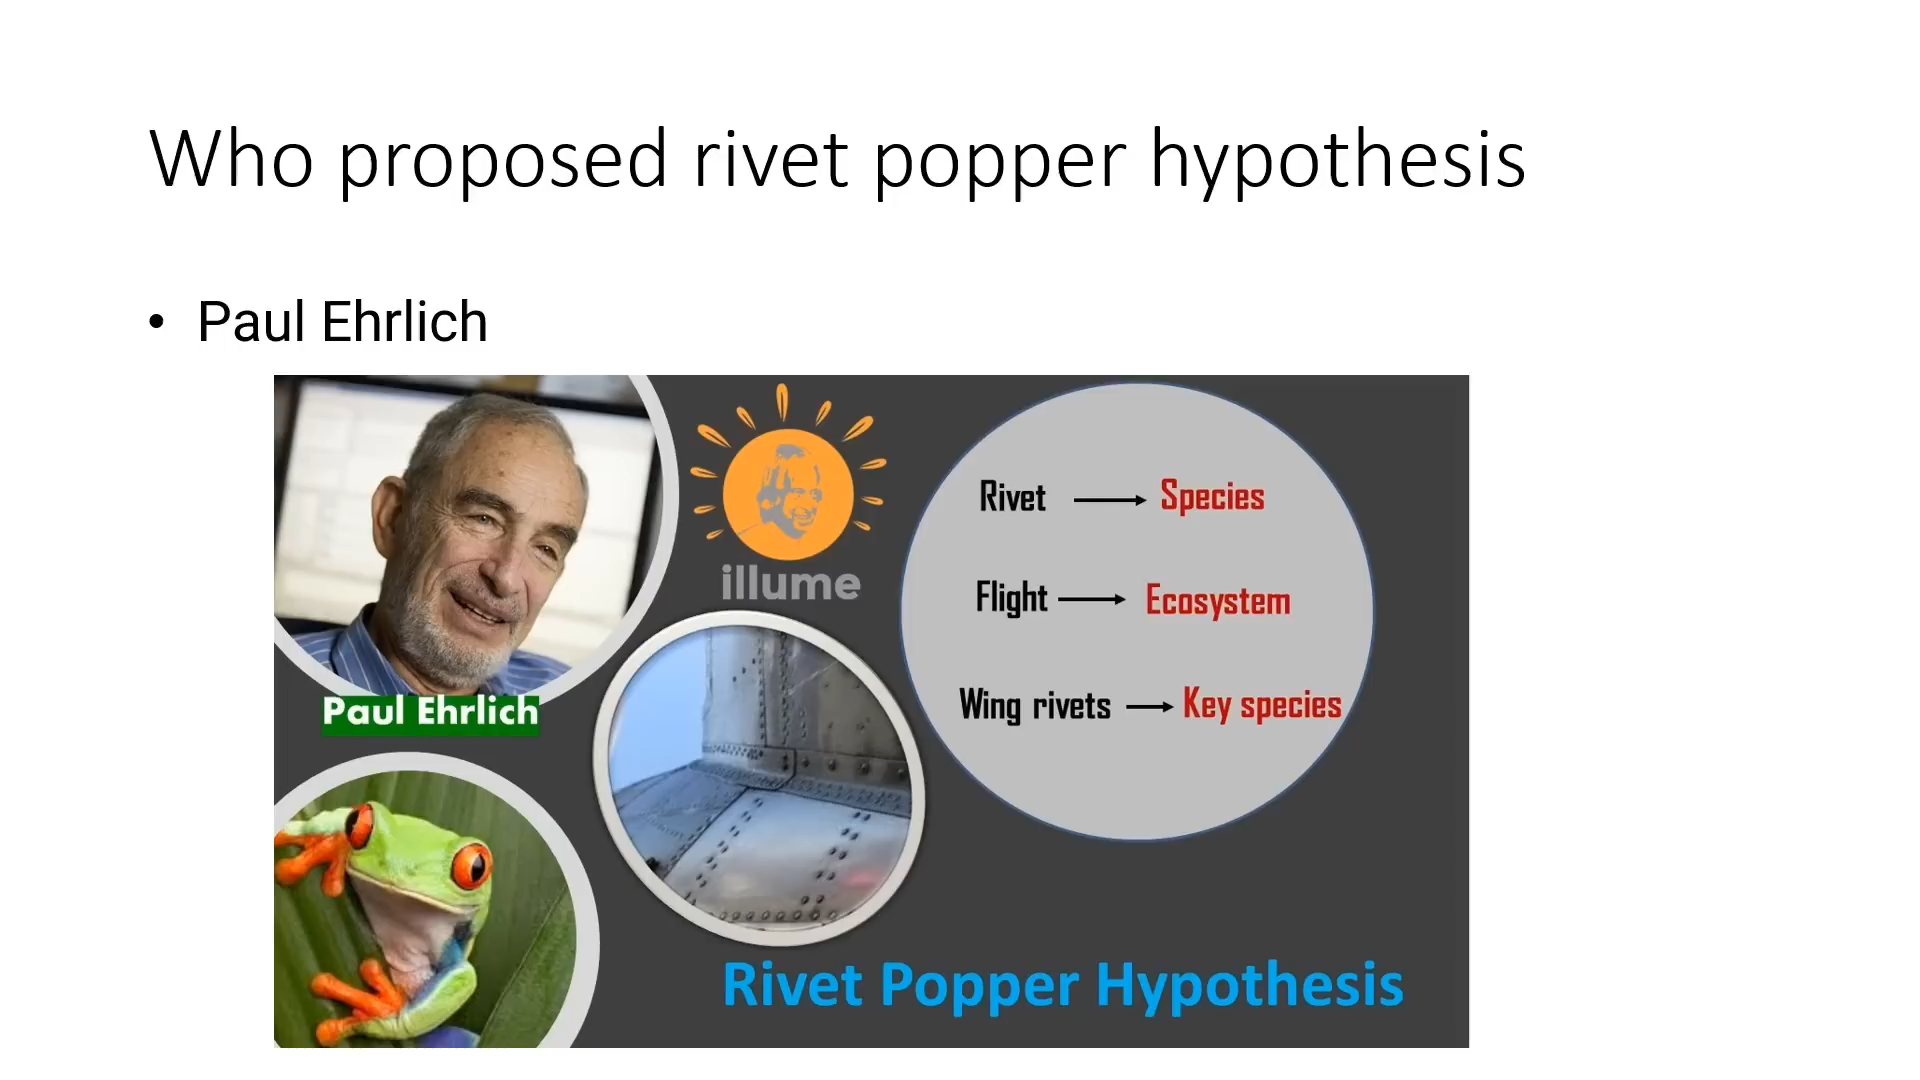 Who proposed rivet popper hypothesis
• Paul Ehrlich
illume
Paul Ehrlich
Rivet → Species
Flight → Ecosystem
Wing rivets → Key species
Rivet Popper Hypothesis